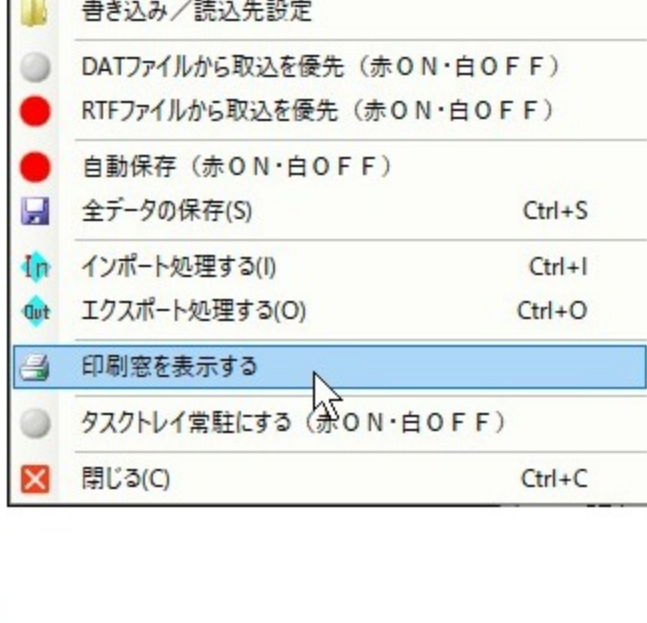 書き込み／読込先設定
DATファイルから取込を優先（赤ＯＮ・白ＯＦＦ）
RTFファイルから取込を優先（赤ＯＮ・白ＯＦＦ）
自動保存（赤ＯＮ・白ＯＦＦ）
全データの保存(S) Ctrl+S
In インポート処理する(I) Ctrl+I
Out エクスポート処理する(O) Ctrl+O
印刷窓を表示する
タスクトレイ常駐にする（赤ＯＮ・白ＯＦＦ）
閉じる(C) Ctrl+C